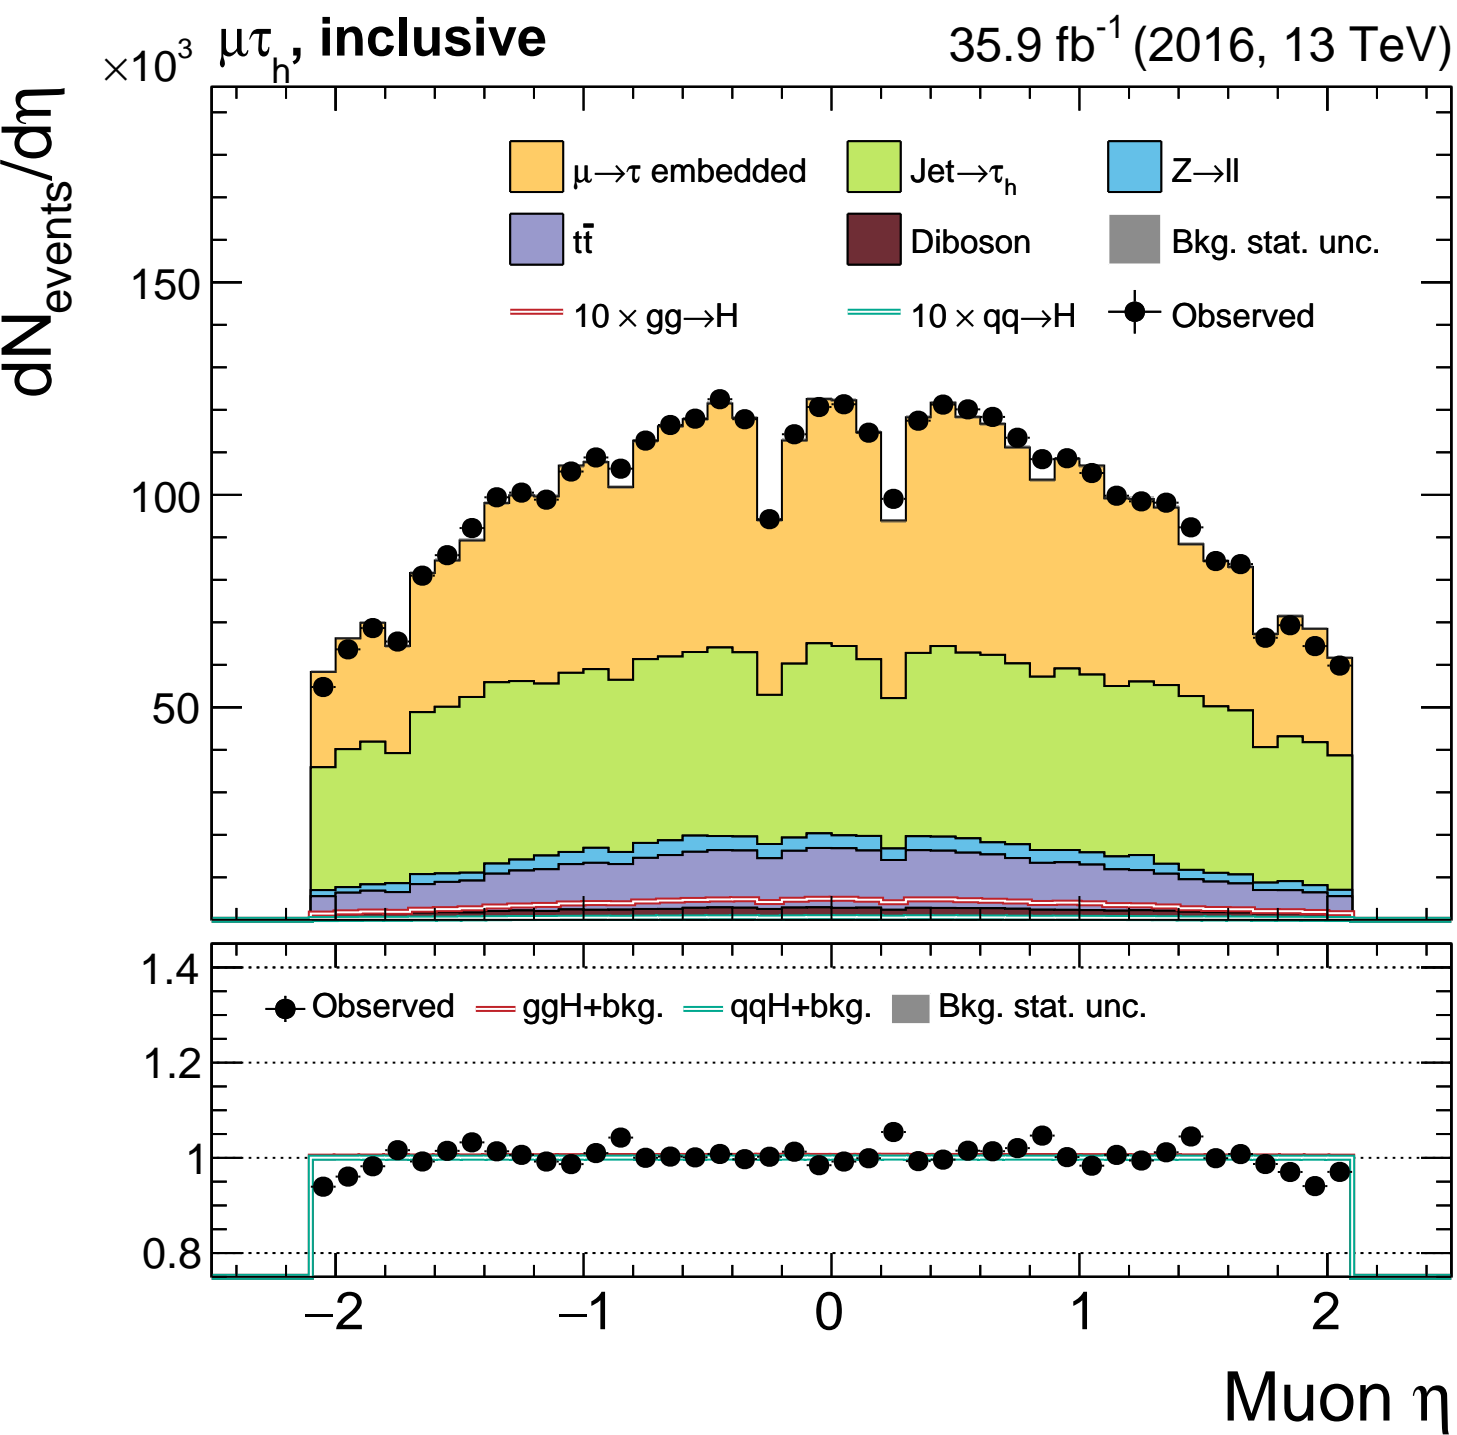 ×10³ μτₕ, inclusive 35.9 fb⁻¹ (2016, 13 TeV)
dN_events/dη
μ→τ embedded Jet→τₕ Z→ll
tt̄ Diboson Bkg. stat. unc.
10 × gg→H 10 × qq→H Observed
150
100
50
1.4
Observed ggH+bkg. qqH+bkg. Bkg. stat. unc.
1.2
1
0.8
−2 −1 0 1 2
Muon η